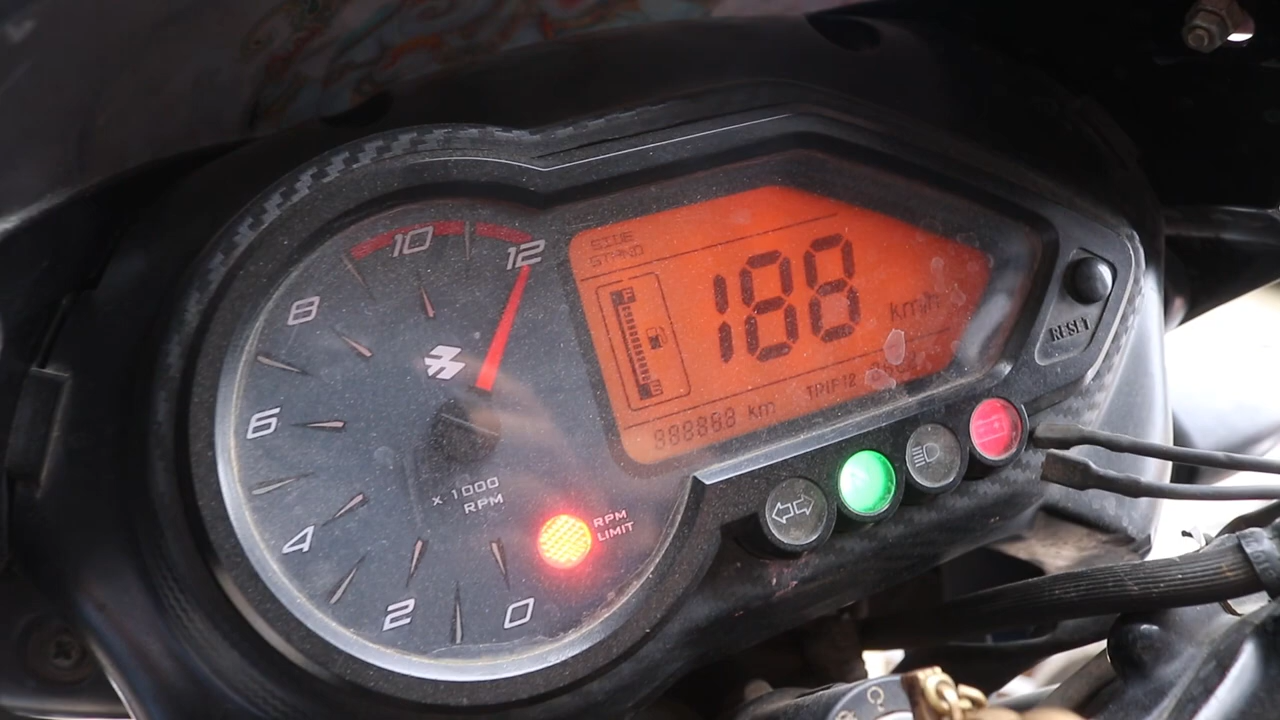 10
12
8
6
4
2
0
X 1000
RPM
RPM
LIMIT
SIDE
STAND
F
E
188
km/h
888888 km
TRIP 12
RESET